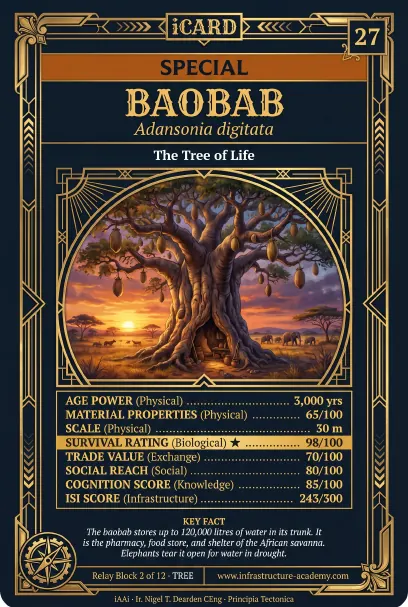 iCARD
27
SPECIAL
BAOBAB
Adansonia digitata
The Tree of Life
AGE POWER (Physical) ........................ 3,000 yrs
MATERIAL PROPERTIES (Physical) ............ 65/100
SCALE (Physical) ........................ 30 m
SURVIVAL RATING (Biological) ★ ............ 98/100
TRADE VALUE (Exchange) ........................ 70/100
SOCIAL REACH (Social) ........................ 80/100
COGNITION SCORE (Knowledge) ............ 85/100
ISI SCORE (Infrastructure) ........................ 243/300
KEY FACT
The baobab stores up to 120,000 litres of water in its trunk. It
is the pharmacy, food store, and shelter of the African savanna.
Elephants tear it open for water in drought.
Relay Block 2 of 12 · TREE
www.infrastructure-academy.com
iAAi · Ir. Nigel T. Dearden CEng · Principia Tectonica